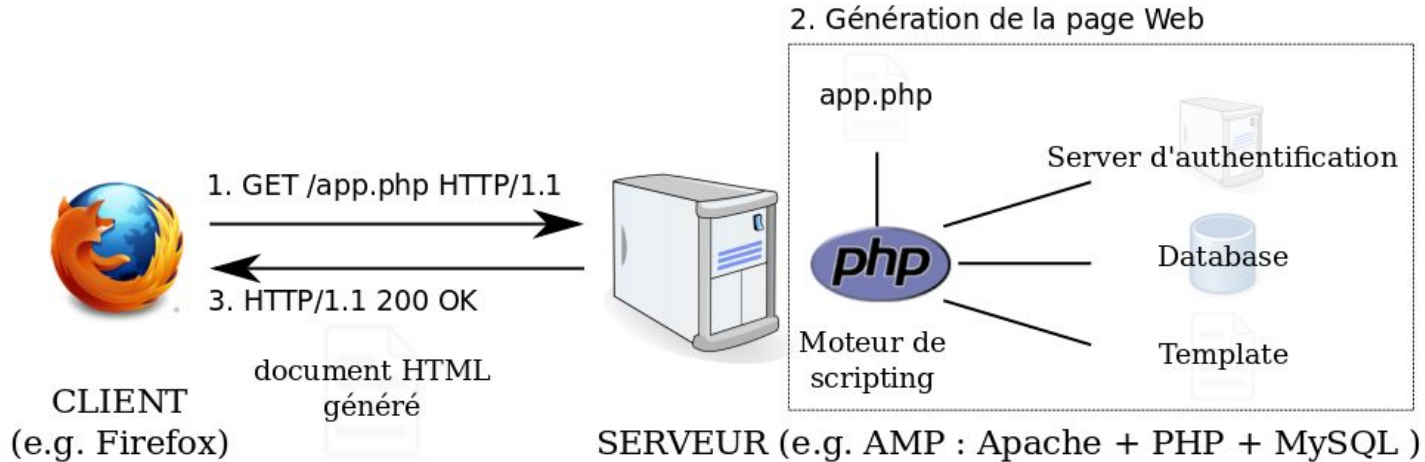 2. Génération de la page Web
app.php
Server d'authentification
1. GET /app.php HTTP/1.1
php
Database
3. HTTP/1.1 200 OK
Moteur de
scripting
Template
document HTML
généré
CLIENT
(e.g. Firefox)
SERVEUR (e.g. AMP : Apache + PHP + MySQL )